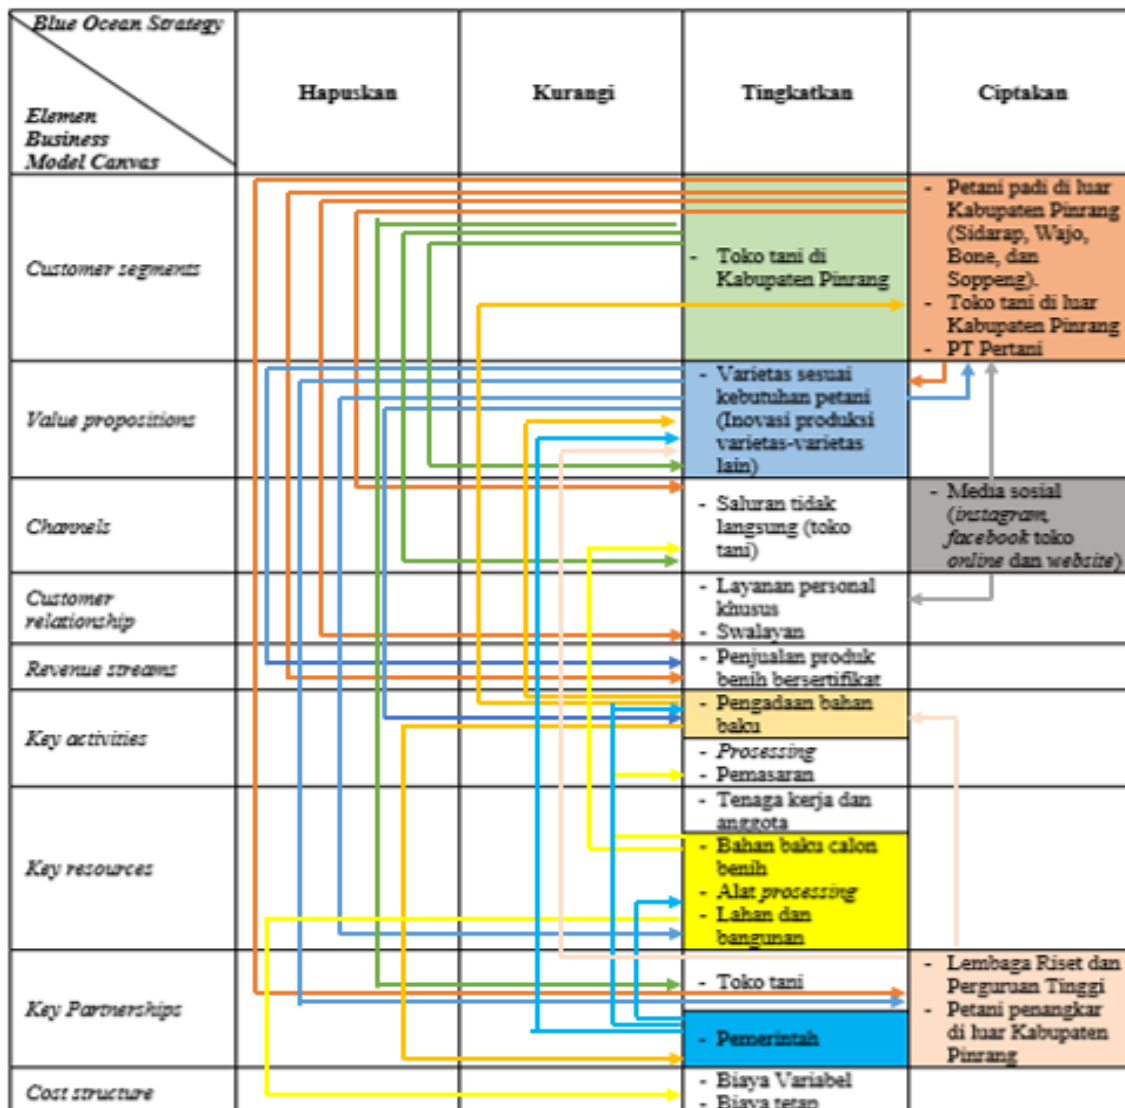 Blue Ocean Strategy
Elemen
Business
Model Canvas
Hapuskan
Kurangi
Tingkatkan
Ciptakan
Customer segments
- Toko tani di
Kabupaten Pinrang
- Petani padi di luar
Kabupaten Pinrang
(Sidarap, Wajo,
Bone, dan
Soppeng).
- Toko tani di luar
Kabupaten Pinrang
- PT Pertani
Value propositions
- Varietas sesuai
kebutuhan petani
(Inovasi produksi
varietas-varietas
lain)
Channels
- Saluran tidak
langsung (toko
tani)
- Media sosial
(instagram,
facebook toko
online dan website)
Customer
relationship
- Layanan personal
khusus
- Swalayan
Revenue streams
- Penjualan produk
benih bersertifikat
Key activities
- Pengadaan bahan
baku
- Prosessing
- Pemasaran
Key resources
- Tenaga kerja dan
anggota
- Bahan baku calon
benih
- Alat prosessing
- Lahan dan
bangunan
Key Partnerships
- Toko tani
- Pemerintah
- Lembaga Riset dan
Perguruan Tinggi
- Petani penangkar
di luar Kabupaten
Pinrang
Cost structure
- Biaya Variabel
- Biaya tetap